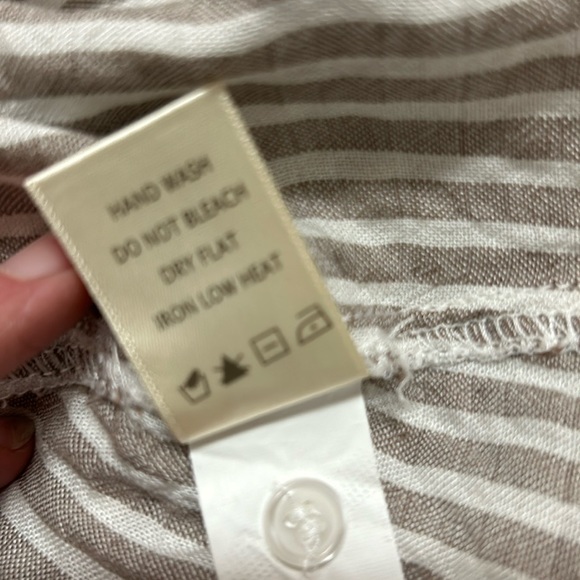 HAND WASH
DO NOT BLEACH
DRY FLAT
IRON LOW HEAT